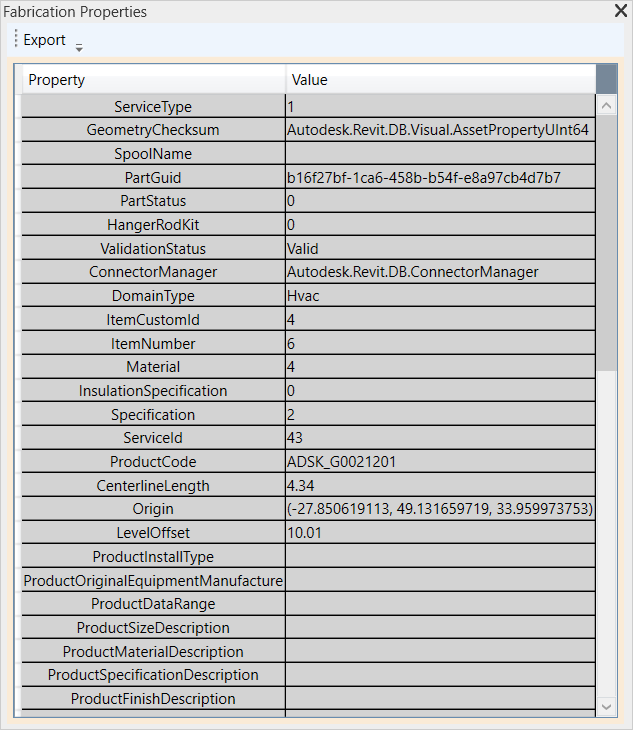 Fabrication Properties
Export
Property Value
ServiceType 1
GeometryChecksum Autodesk.Revit.DB.Visual.AssetPropertyUInt64
SpoolName
PartGuid b16f27bf-1ca6-458b-b54f-e8a97cb4d7b7
PartStatus 0
HangerRodKit 0
ValidationStatus Valid
ConnectorManager Autodesk.Revit.DB.ConnectorManager
DomainType Hvac
ItemCustomId 4
ItemNumber 6
Material 4
InsulationSpecification 0
Specification 2
ServiceId 43
ProductCode ADSK_G0021201
CenterlineLength 4.34
Origin (-27.850619113, 49.131659719, 33.959973753)
LevelOffset 10.01
ProductInstallType
ProductOriginalEquipmentManufacture
ProductDataRange
ProductSizeDescription
ProductMaterialDescription
ProductSpecificationDescription
ProductFinishDescription